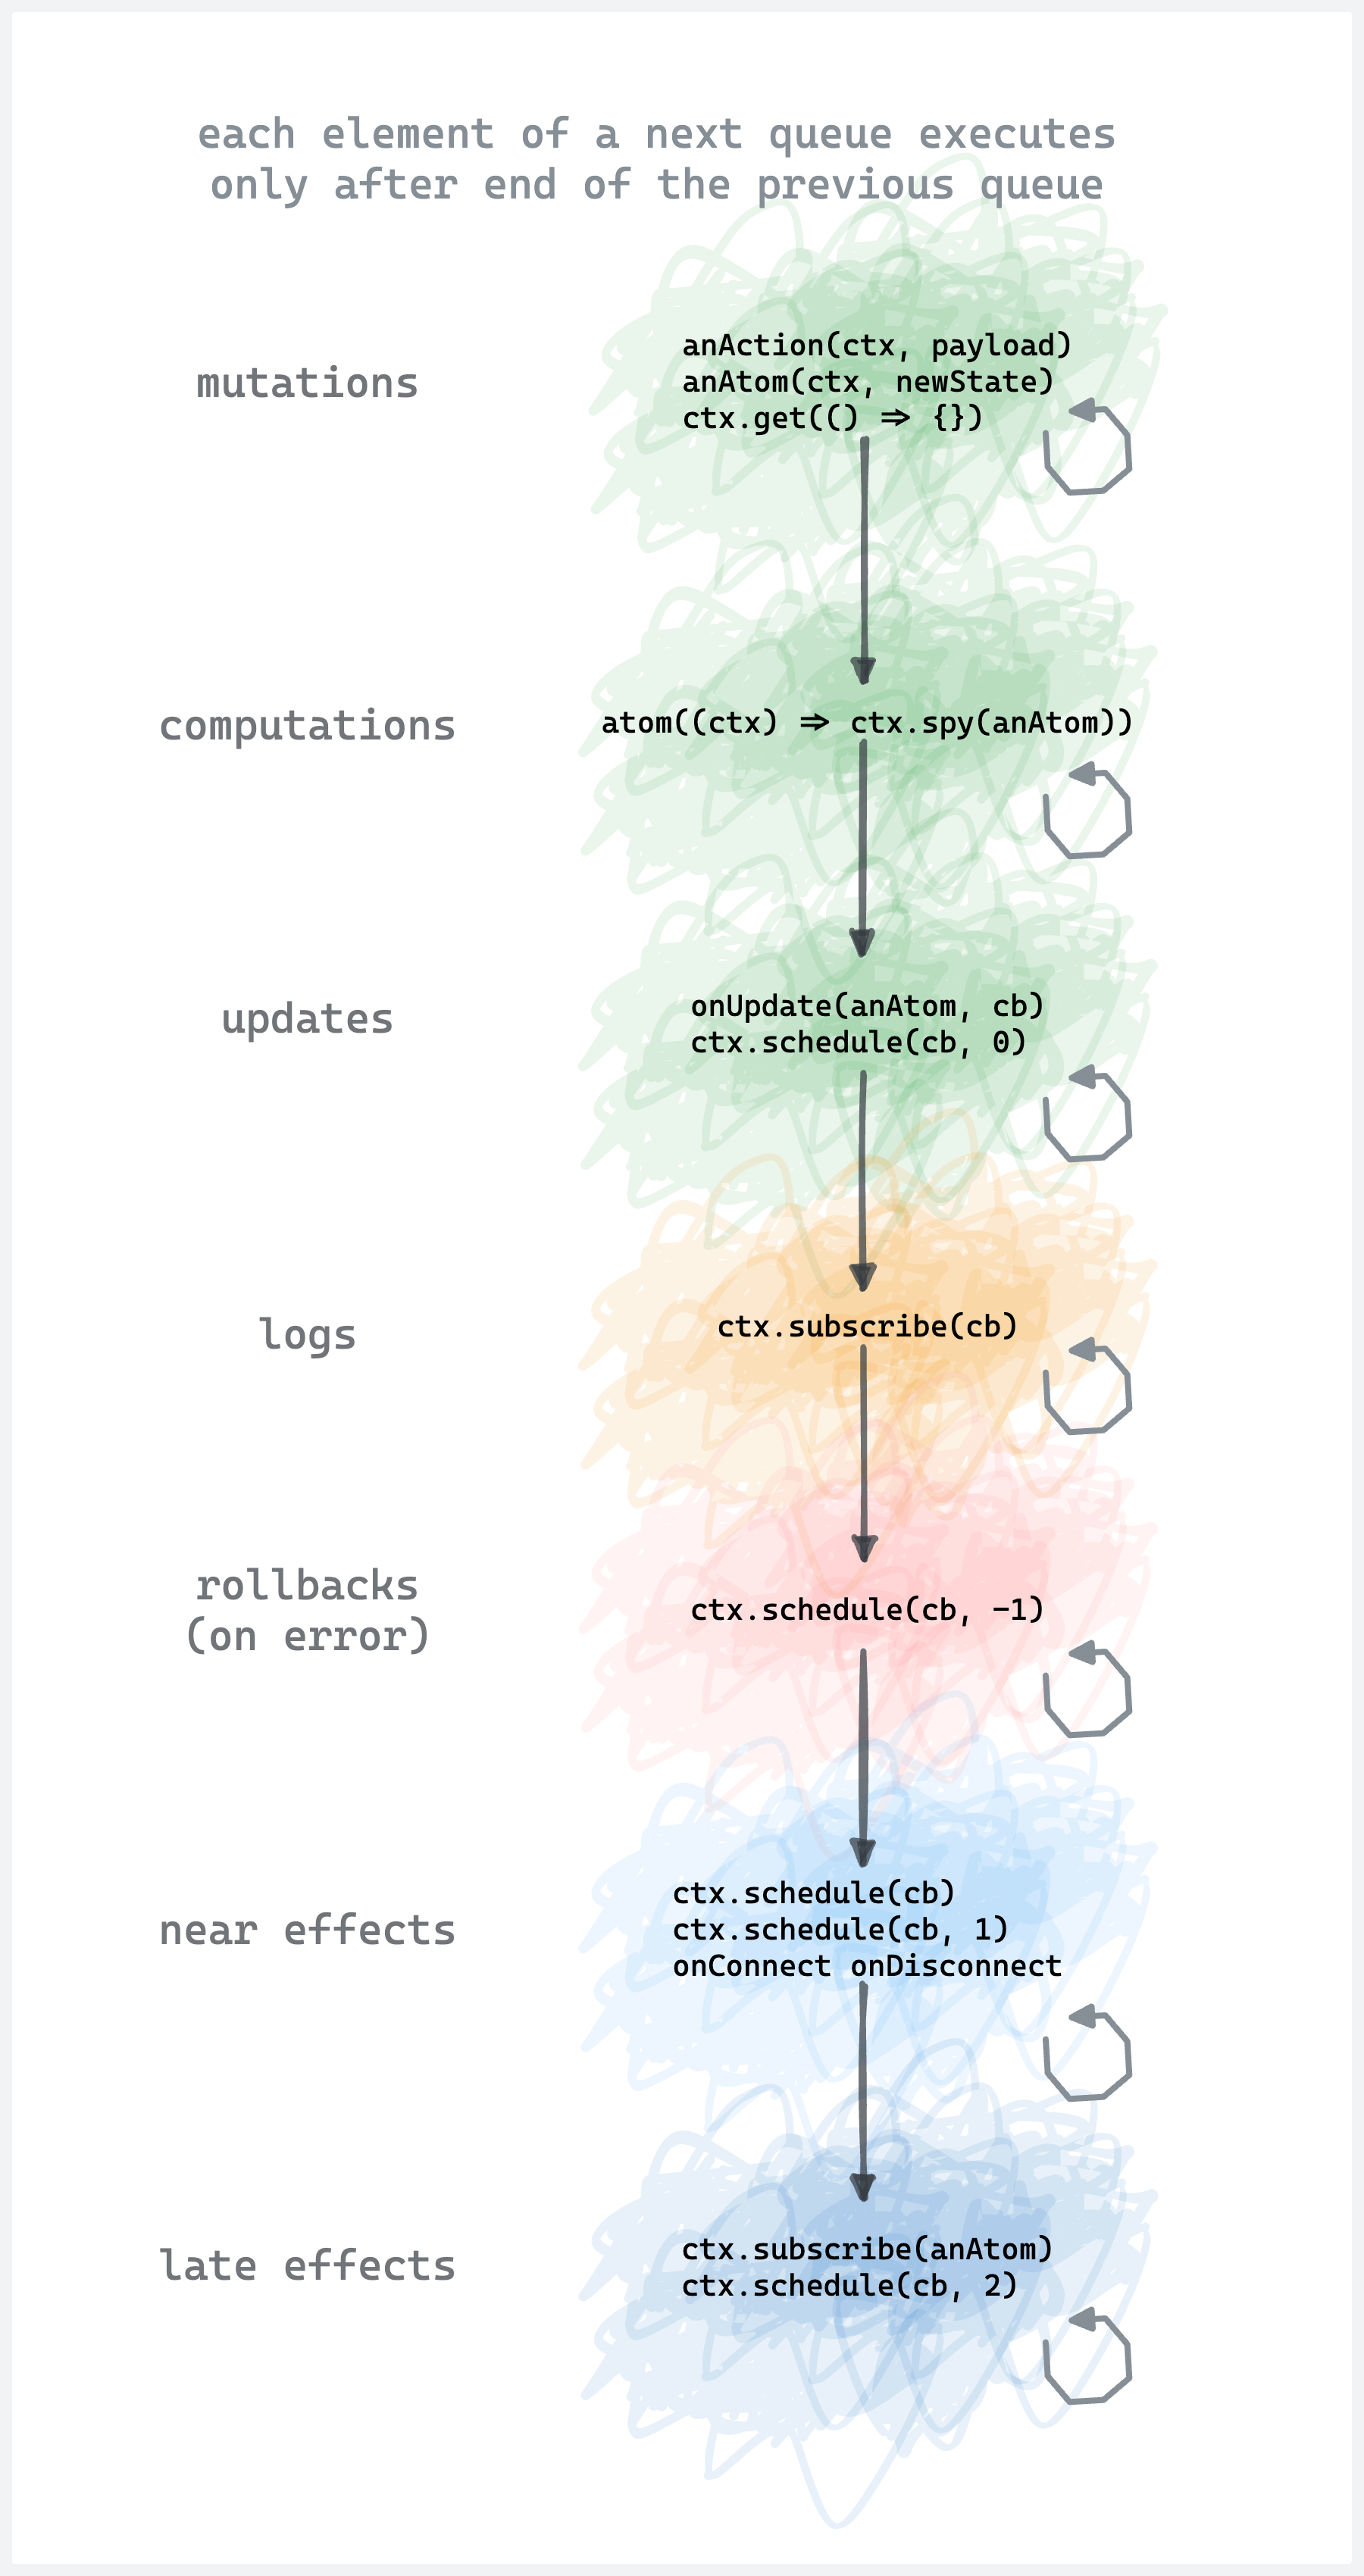 each element of a next queue executes
only after end of the previous queue
mutations
anAction(ctx, payload)
anAtom(ctx, newState)
ctx.get(() ⇒ {})
computations
atom((ctx) ⇒ ctx.spy(anAtom))
updates
onUpdate(anAtom, cb)
ctx.schedule(cb, 0)
logs
ctx.subscribe(cb)
rollbacks
(on error)
ctx.schedule(cb, -1)
near effects
ctx.schedule(cb)
ctx.schedule(cb, 1)
onConnect onDisconnect
late effects
ctx.subscribe(anAtom)
ctx.schedule(cb, 2)